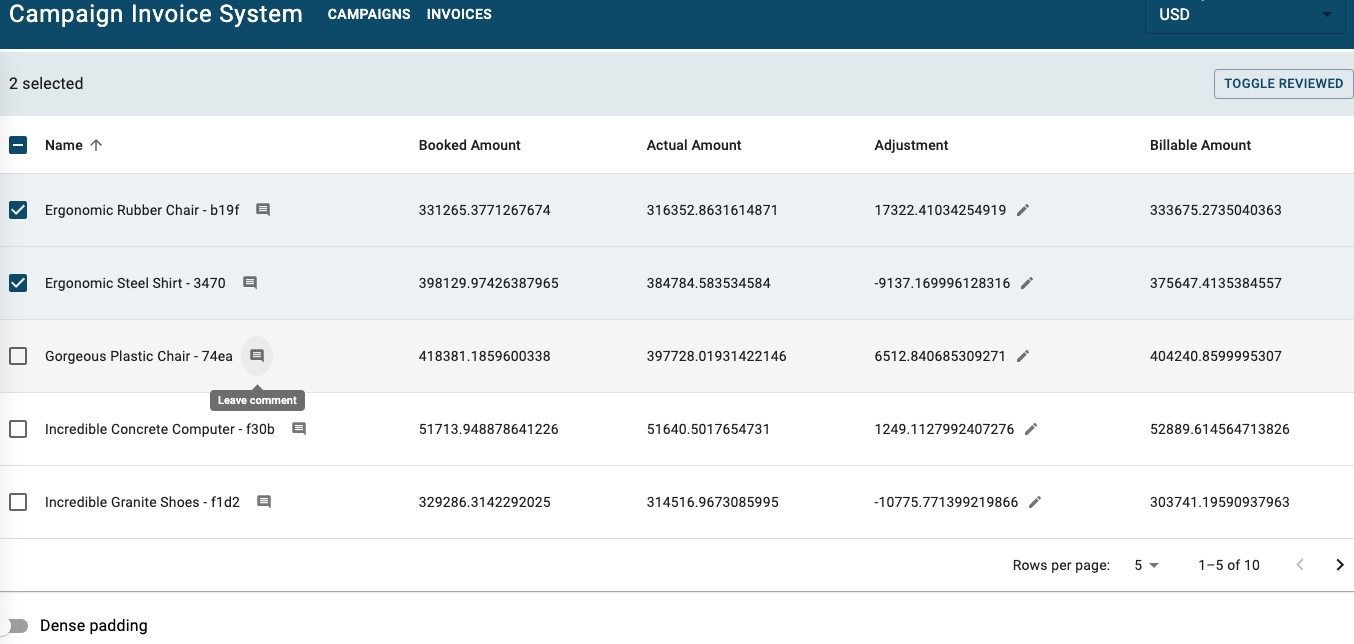 Campaign Invoice System CAMPAIGNS INVOICES USD
2 selected TOGGLE REVIEWED
Name Booked Amount Actual Amount Adjustment Billable Amount
Ergonomic Rubber Chair - b19f 331265.3771267674 316352.8631614871 17322.41034254919 333675.2735040363
Ergonomic Steel Shirt - 3470 398129.97426387965 384784.583534584 -9137.169996128316 375647.4135384557
Gorgeous Plastic Chair - 74ea 418381.1859600338 397728.01931422146 6512.840685309271 404240.8599995307
Leave comment
Incredible Concrete Computer - f30b 51713.948878641226 51640.5017654731 1249.1127992407276 52889.614564713826
Incredible Granite Shoes - f1d2 329286.3142292025 314516.9673085995 -10775.771399219866 303741.19590937963
Rows per page: 5 1–5 of 10
Dense padding